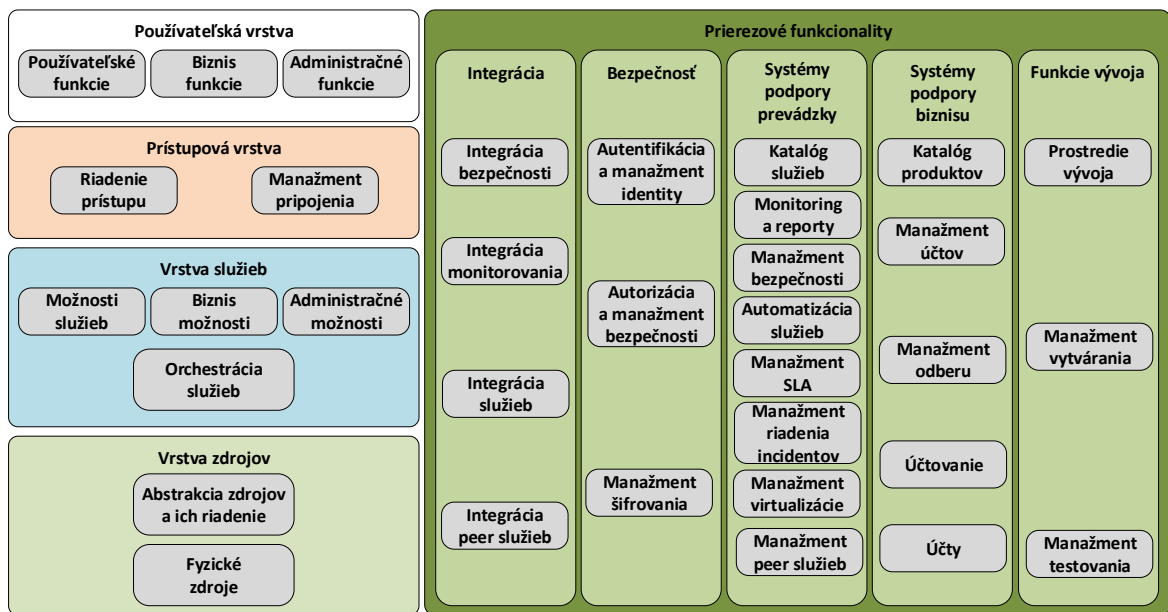 Používateľská vrstva
Používateľské
funkcie
Biznis
funkcie
Administračné
funkcie
Prístupová vrstva
Riadenie
prístupu
Manažment
pripojenia
Vrstva služieb
Možnosti
služieb
Biznis
možnosti
Administračné
možnosti
Orchestrácia
služieb
Vrstva zdrojov
Abstrakcia zdrojov
a ich riadenie
Fyzické
zdroje
Prierezové funkcionality
Integrácia
Integrácia
bezpečnosti
Integrácia
monitorovania
Integrácia
služieb
Integrácia
peer služieb
Bezpečnosť
Autentifikácia
a manažment
identity
Autorizácia
a manažment
bezpečnosti
Manažment
šifrovania
Systémy
podpory
prevádzky
Katalóg
služieb
Monitoring
a reporty
Manažment
bezpečnosti
Automatizácia
služieb
Manažment
SLA
Manažment
riadenia
incidentov
Manažment
virtualizácie
Manažment
peer služieb
Systémy
podpory
biznisu
Katalóg
produktov
Manažment
účtov
Manažment
odberu
Účtovanie
Účty
Funkcie vývoja
Prostredie
vývoja
Manažment
vytvárania
Manažment
testovania